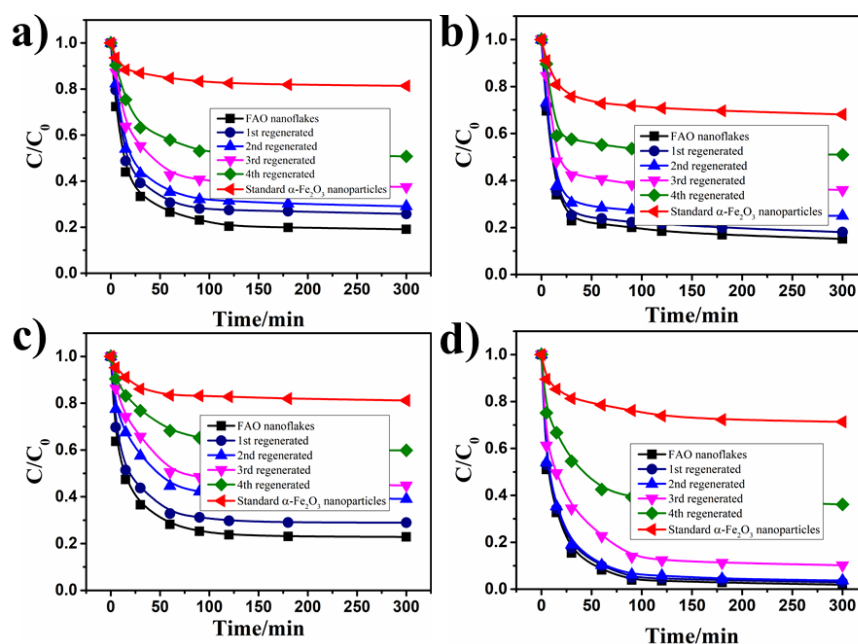 a)
C/C₀
1.0
0.8
0.6
0.4
0.2
0.0
FAO nanoflakes
1st regenerated
2nd regenerated
3rd regenerated
4th regenerated
Standard α-Fe₂O₃ nanoparticles
0 50 100 150 200 250 300
Time/min
b)
C/C₀
1.0
0.8
0.6
0.4
0.2
0.0
FAO nanoflakes
1st regenerated
2nd regenerated
3rd regenerated
4th regenerated
Standard α-Fe₂O₃ nanoparticles
0 50 100 150 200 250 300
Time/min
c)
C/C₀
1.0
0.8
0.6
0.4
0.2
0.0
FAO nanoflakes
1st regenerated
2nd regenerated
3rd regenerated
4th regenerated
Standard α-Fe₂O₃ nanoparticles
0 50 100 150 200 250 300
Time/min
d)
C/C₀
1.0
0.8
0.6
0.4
0.2
0.0
FAO nanoflakes
1st regenerated
2nd regenerated
3rd regenerated
4th regenerated
Standard α-Fe₂O₃ nanoparticles
0 50 100 150 200 250 300
Time/min